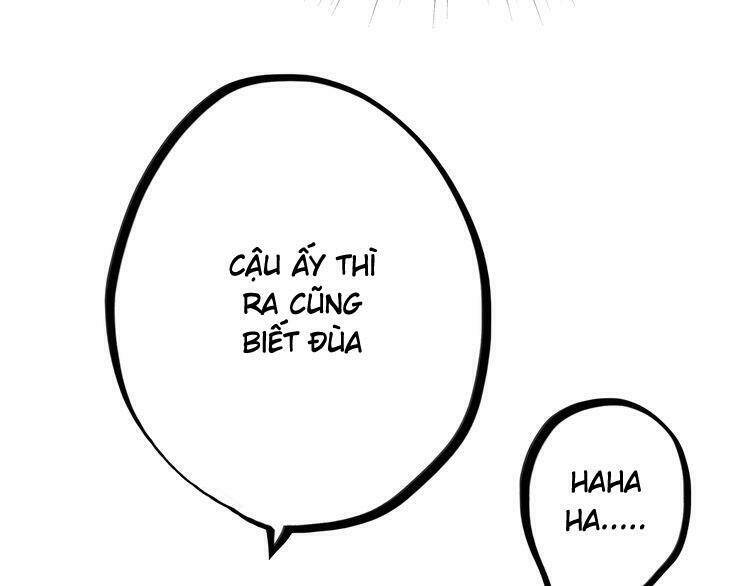 CẬU ẤY THÌ
RA CŨNG
BIẾT ĐÙA
HAHA
HA.....